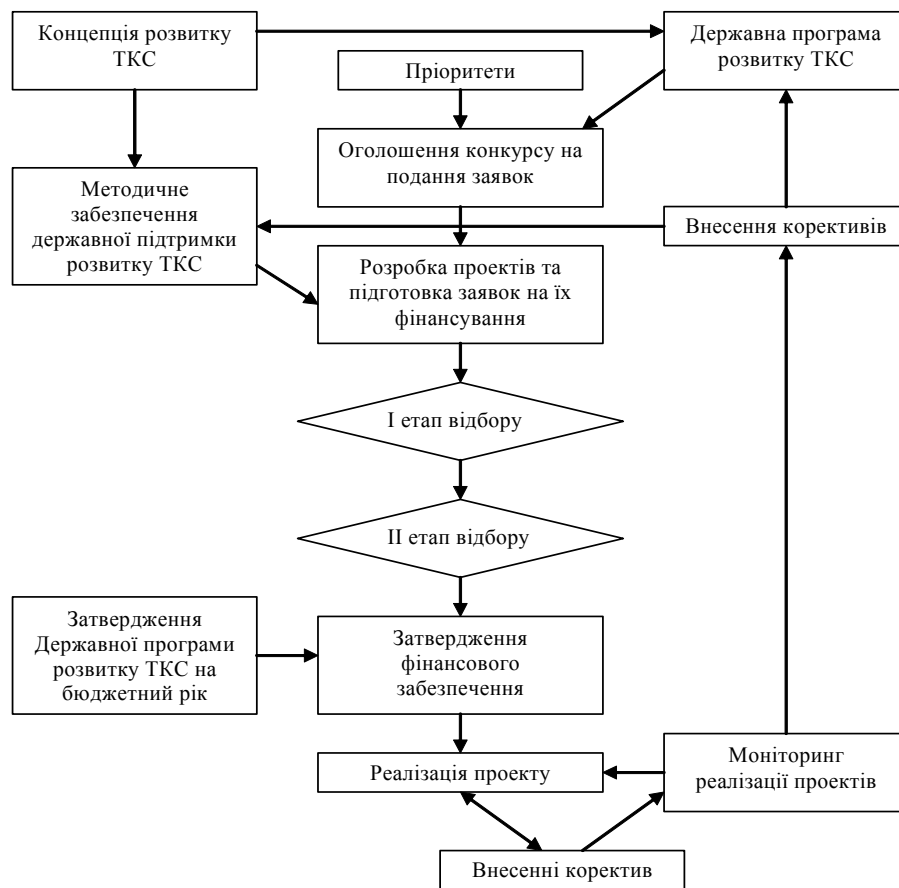 Концепція розвитку
ТКС
Державна програма
розвитку ТКС
Пріоритети
Оголошення конкурсу на
подання заявок
Методичне
забезпечення
державної підтримки
розвитку ТКС
Внесення корективів
Розробка проектів та
підготовка заявок на їх
фінансування
І етап відбору
ІІ етап відбору
Затвердження
Державної програми
розвитку ТКС на
бюджетний рік
Затвердження
фінансового
забезпечення
Реалізація проекту
Моніторинг
реалізації проектів
Внесенні коректив